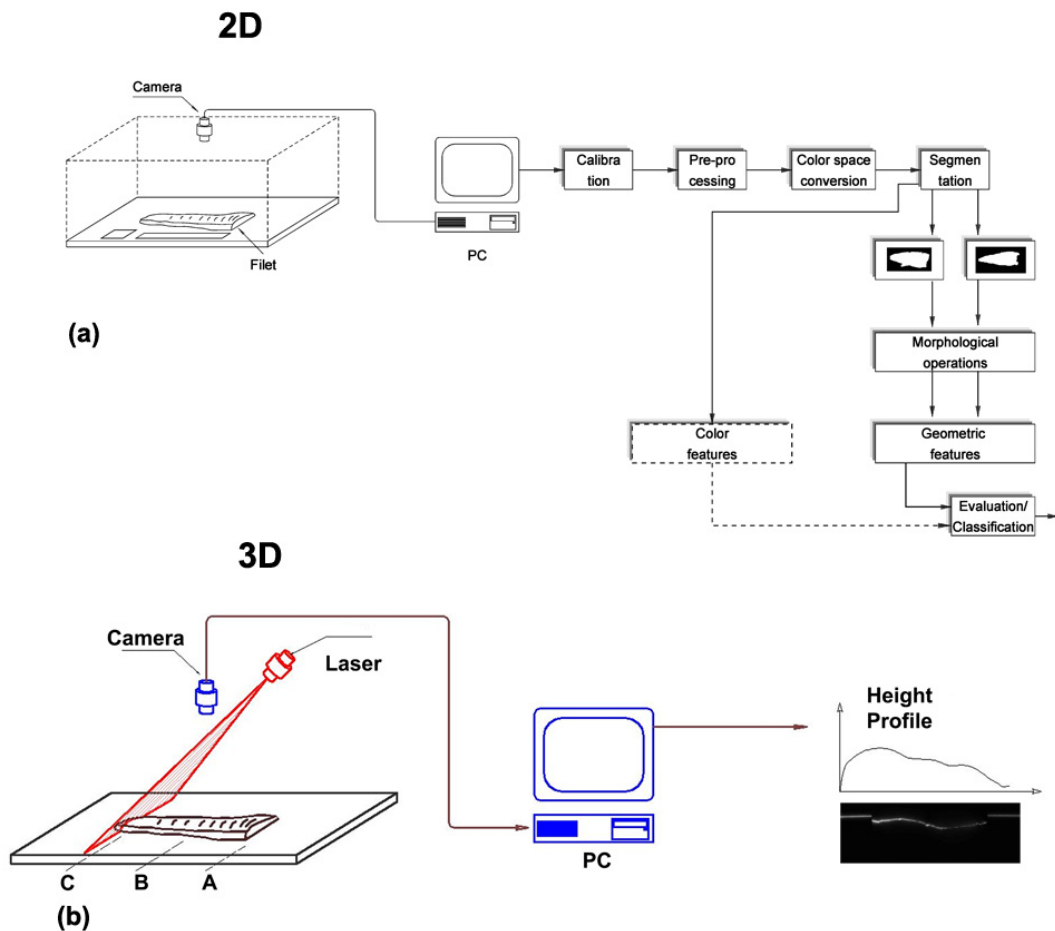 2D
Camera
Filet
PC
Calibra
tion
Pre-pro
cessing
Color space
conversion
Segmen
tation
Morphological
operations
Color
features
Geometric
features
Evaluation/
Classification
(a)
3D
Camera
Laser
PC
Height
Profile
C B A
(b)